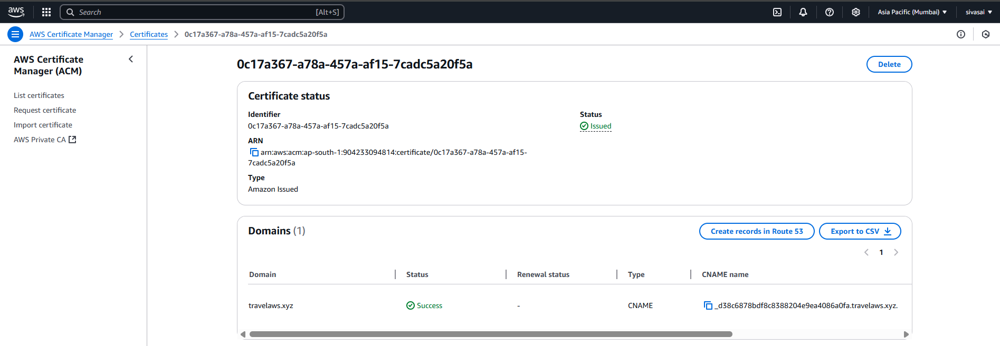 aws
Search [Alt+S]
Asia Pacific (Mumbai)
sivasai
AWS Certificate Manager
Certificates
0c17a367-a78a-457a-af15-7cadc5a20f5a
AWS Certificate
Manager (ACM)
List certificates
Request certificate
Import certificate
AWS Private CA
0c17a367-a78a-457a-af15-7cadc5a20f5a
Delete
Certificate status
Identifier
0c17a367-a78a-457a-af15-7cadc5a20f5a
Status
Issued
ARN
arn:aws:acm:ap-south-1:904233094814:certificate/0c17a367-a78a-457a-af15-
7cadc5a20f5a
Type
Amazon Issued
Domains (1)
Create records in Route 53
Export to CSV
1
Domain Status Renewal status Type CNAME name
travelaws.xyz Success - CNAME _d38c6878bdf8c8388204e9ea4086a0fa.travelaws.xyz.